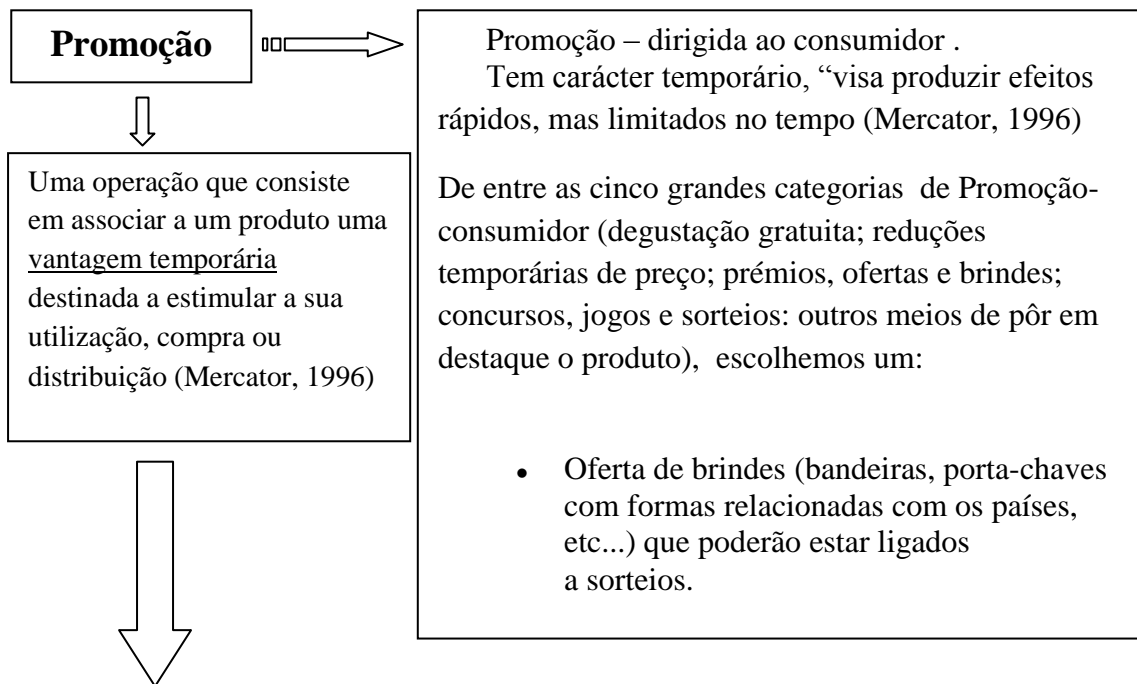 Promoção
Uma operação que consiste
em associar a um produto uma
vantagem temporária
destinada a estimular a sua
utilização, compra ou
distribuição (Mercator, 1996)
Promoção – dirigida ao consumidor .
Tem carácter temporário, “visa produzir efeitos
rápidos, mas limitados no tempo (Mercator, 1996)
De entre as cinco grandes categorias de Promoção-
consumidor (degustação gratuita; reduções
temporárias de preço; prémios, ofertas e brindes;
concursos, jogos e sorteios: outros meios de pôr em
destaque o produto), escolhemos um:
• Oferta de brindes (bandeiras, porta-chaves
com formas relacionadas com os países,
etc...) que poderão estar ligados
a sorteios.